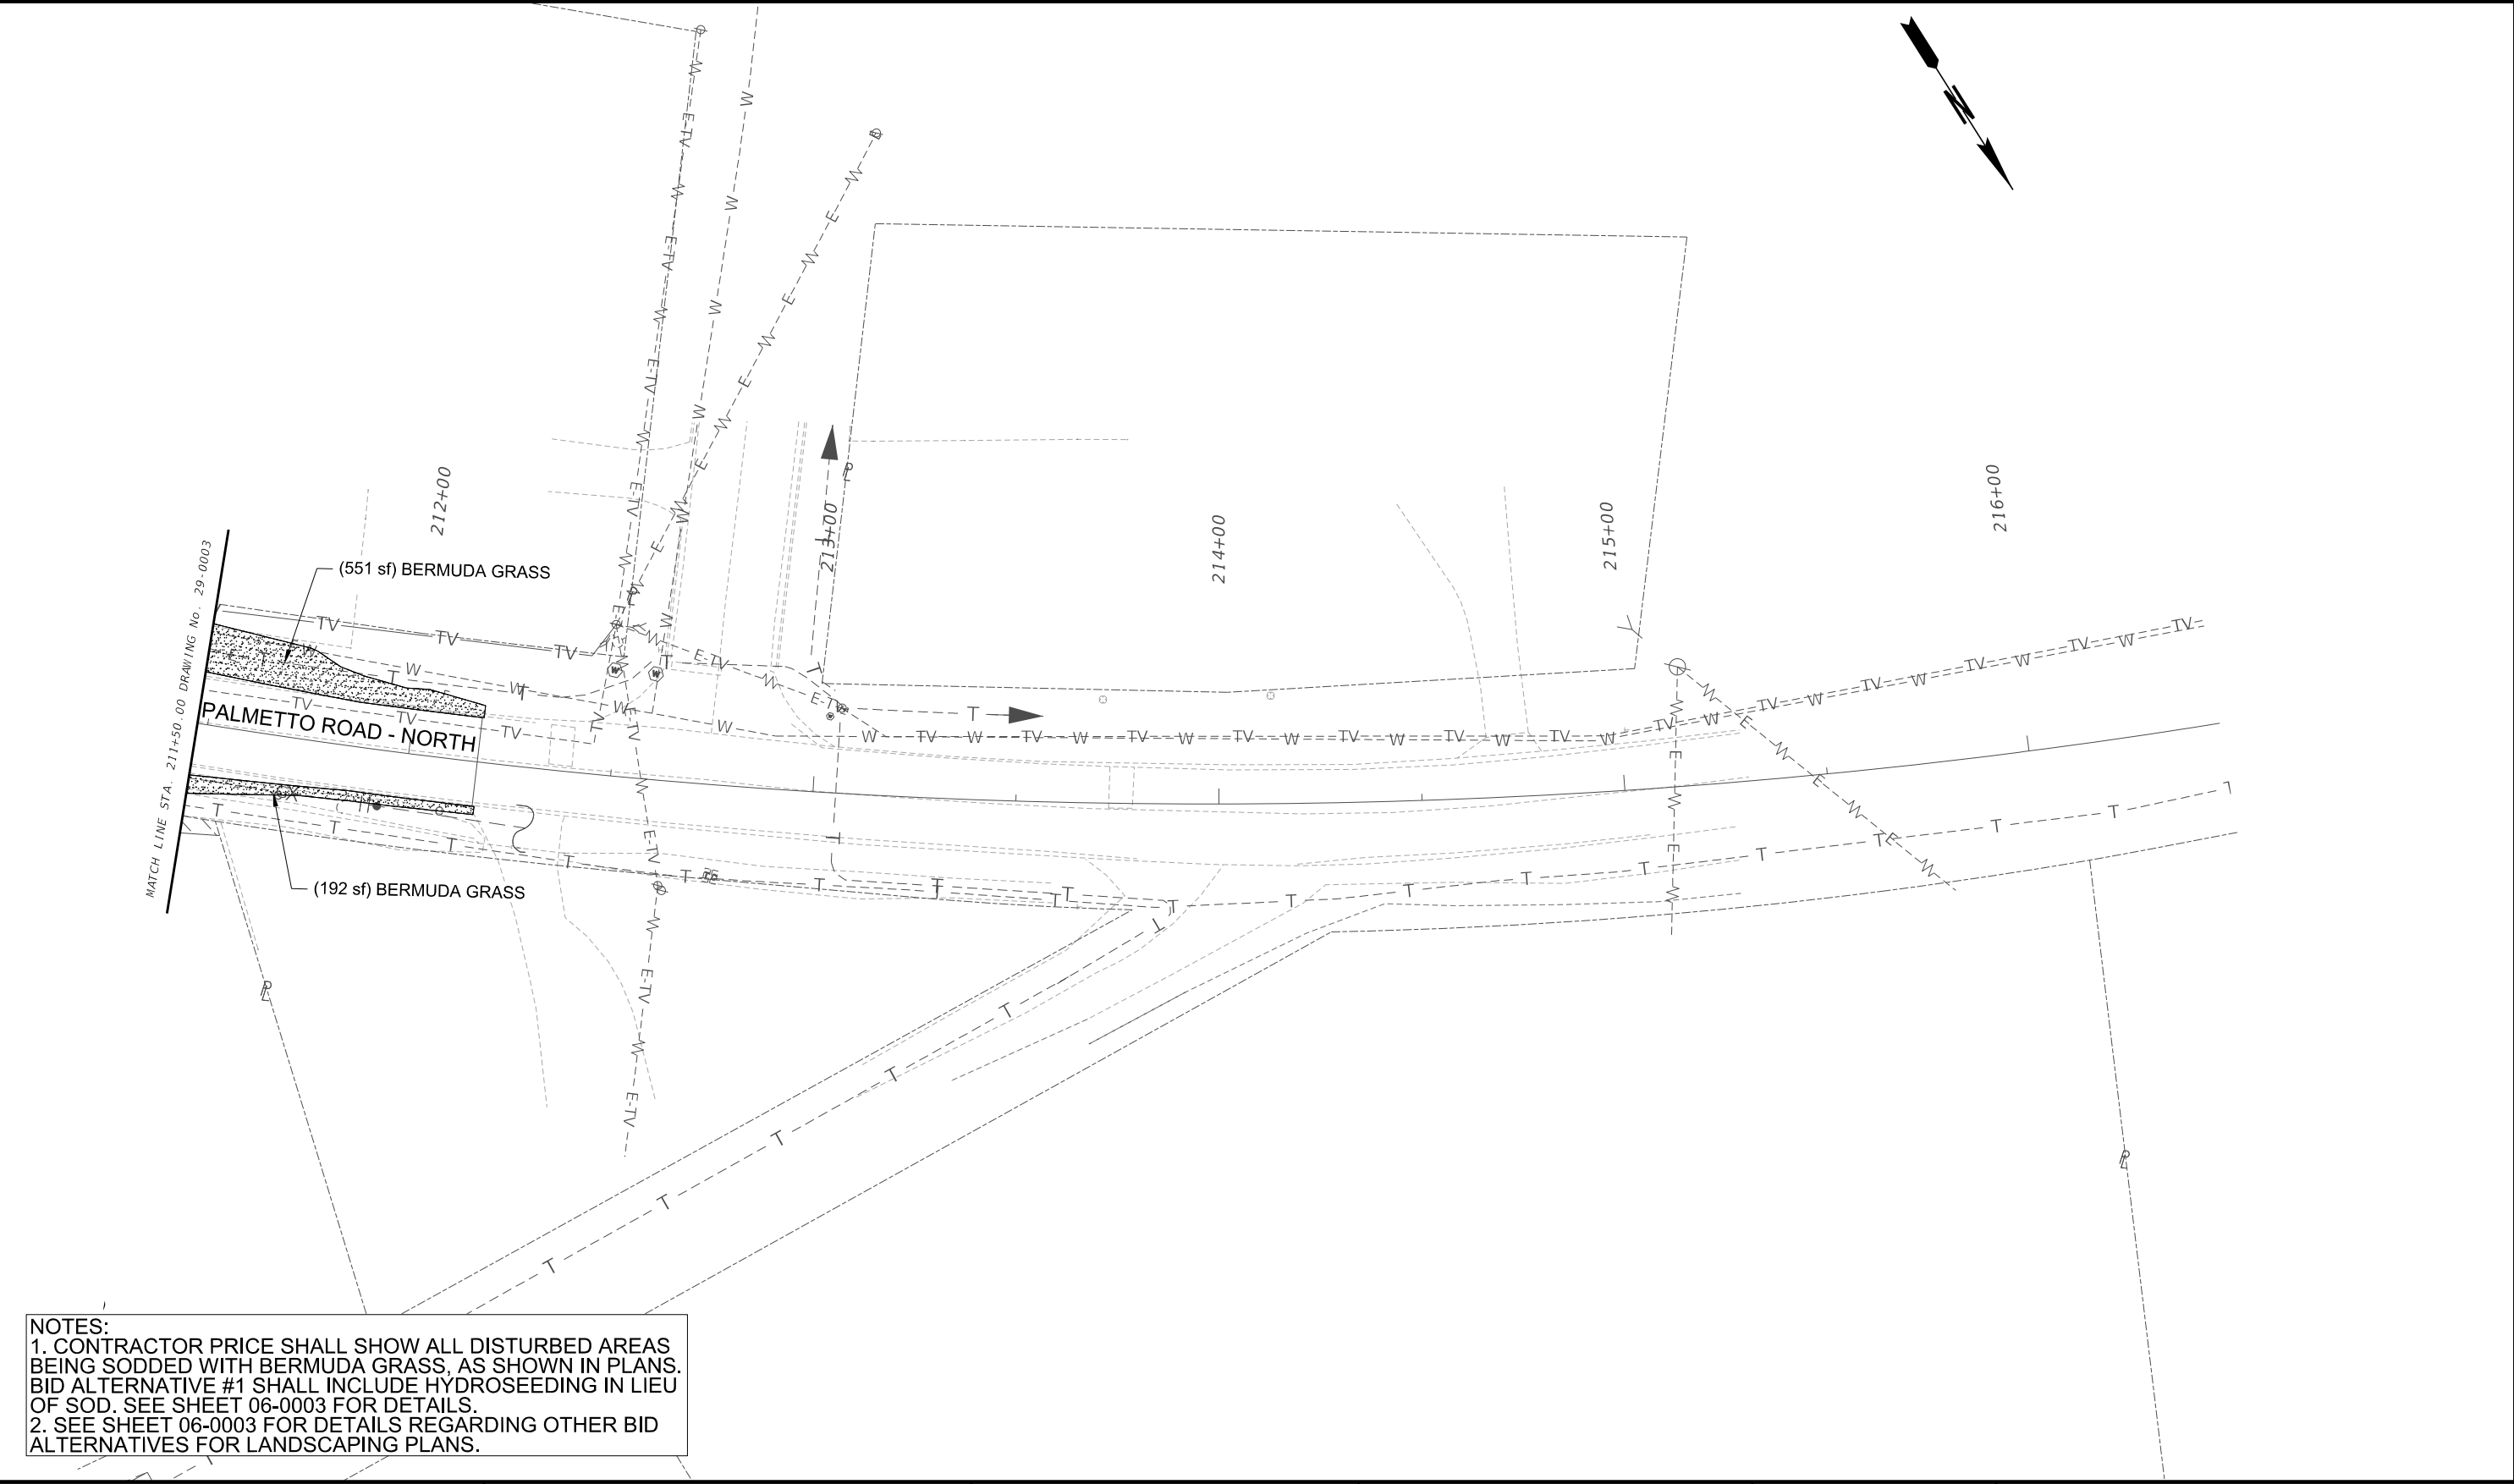 N
212+00
213+00
214+00
215+00
216+00
MATCH LINE STA. 211+50.00 DRAWING No. 29-0003
(551 sf) BERMUDA GRASS
PALMETTO ROAD - NORTH
(192 sf) BERMUDA GRASS
NOTES:
1. CONTRACTOR PRICE SHALL SHOW ALL DISTURBED AREAS
BEING SODDED WITH BERMUDA GRASS, AS SHOWN IN PLANS.
BID ALTERNATIVE #1 SHALL INCLUDE HYDROSEEDING IN LIEU
OF SOD. SEE SHEET 06-0003 FOR DETAILS.
2. SEE SHEET 06-0003 FOR DETAILS REGARDING OTHER BID
ALTERNATIVES FOR LANDSCAPING PLANS.